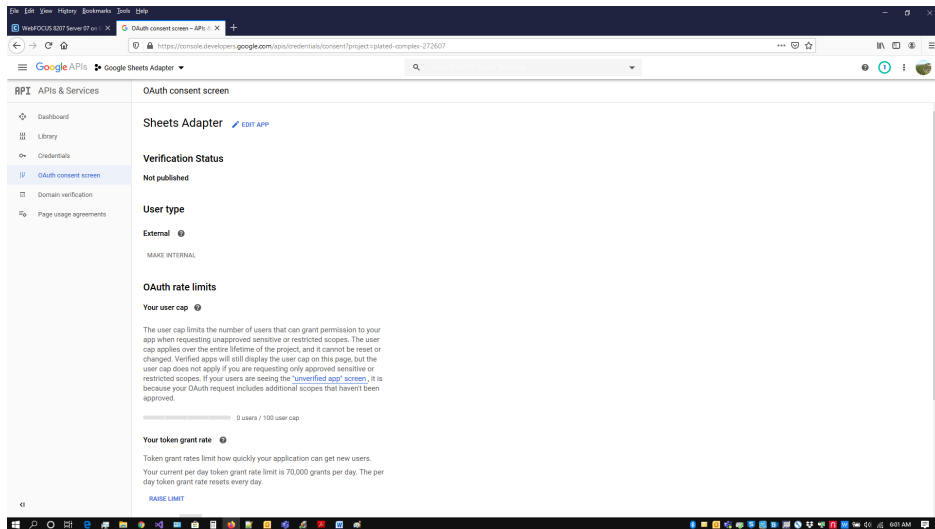 File Edit View History Bookmarks Tools Help
WebFOCUS 8207 Server 07 on
OAuth consent screen – APIs &
https://console.developers.google.com/apis/credentials/consent?project=plated-complex-272607
Google APIs Google Sheets Adapter
1
API APIs & Services
OAuth consent screen
Dashboard
Library
Credentials
OAuth consent screen
Domain verification
Page usage agreements
Sheets Adapter EDIT APP
Verification Status
Not published
User type
External
MAKE INTERNAL
OAuth rate limits
Your user cap
The user cap limits the number of users that can grant permission to your
app when requesting unapproved sensitive or restricted scopes. The user
cap applies over the entire lifetime of the project, and it cannot be reset or
changed. Verified apps will still display the user cap on this page, but the
user cap does not apply if you are requesting only approved sensitive or
restricted scopes. If your users are seeing the "unverified app" screen , it is
because your OAuth request includes additional scopes that haven't been
approved.
0 users / 100 user cap
Your token grant rate
Token grant rates limit how quickly your application can get new users.
Your current per day token grant rate limit is 70,000 grants per day. The per
day token grant rate resets every day.
RAISE LIMIT
6:01 AM